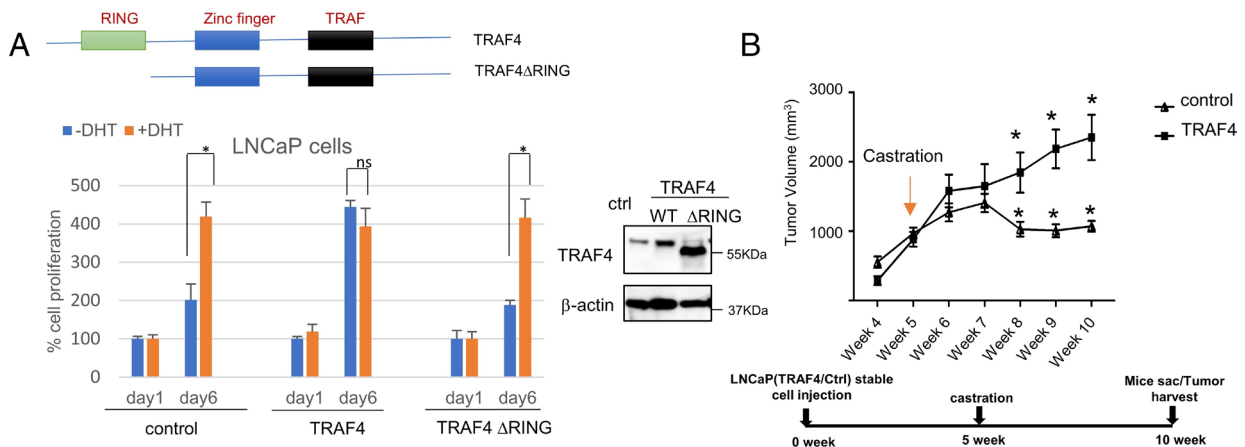 A
RING Zinc finger TRAF
TRAF4
TRAF4ΔRING
-DHT +DHT
LNCaP cells
* ns *
% cell proliferation
500
400
300
200
100
0
day1 day6 day1 day6 day1 day6
control TRAF4 TRAF4 ΔRING
TRAF4
ctrl WT ΔRING
TRAF4
55KDa
β-actin
37KDa
B
3000
2000
1000
Tumor Volume (mm³)
Castration
* * *
* * *
control
TRAF4
Week 4 Week 5 Week 6 Week 7 Week 8 Week 9 Week 10
LNCaP(TRAF4/Ctrl) stable
cell injection
castration
Mice sac/Tumor
harvest
0 week 5 week 10 week